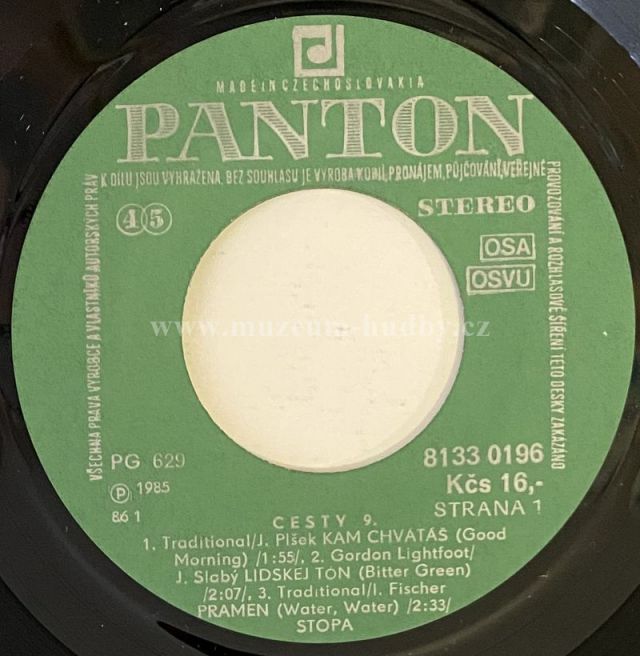 MADE IN CZECHOSLOVAKIA
PANTON
VŠECHNA PRÁVA VÝROBCE A VLASTNÍKŮ AUTORSKÝCH PRÁV
K DÍLU JSOU VYHRAZENA. BEZ SOUHLASU JE VÝROBA KOPIÍ, PRONÁJEM, PŮJČOVÁNÍ, VEŘEJNÉ
PROVOZOVÁNÍ A ROZHLASOVÉ ŠÍŘENÍ TÉTO DESKY ZAKÁZÁNO
45
STEREO
OSA
OSVU
www.muzeum-hudby.cz
PG 629
8133 0196
Ⓟ 1985
Kčs 16,-
86 1
STRANA 1
CESTY 9.
1. Traditional/J. Plšek KAM CHVÁTÁŠ (Good
Morning) /1:55/, 2. Gordon Lightfoot/
J. Slabý LIDSKEJ TÓN (Bitter Green)
/2:07/, 3. Traditional/I. Fischer
PRAMEN (Water, Water) /2:33/
STOPA